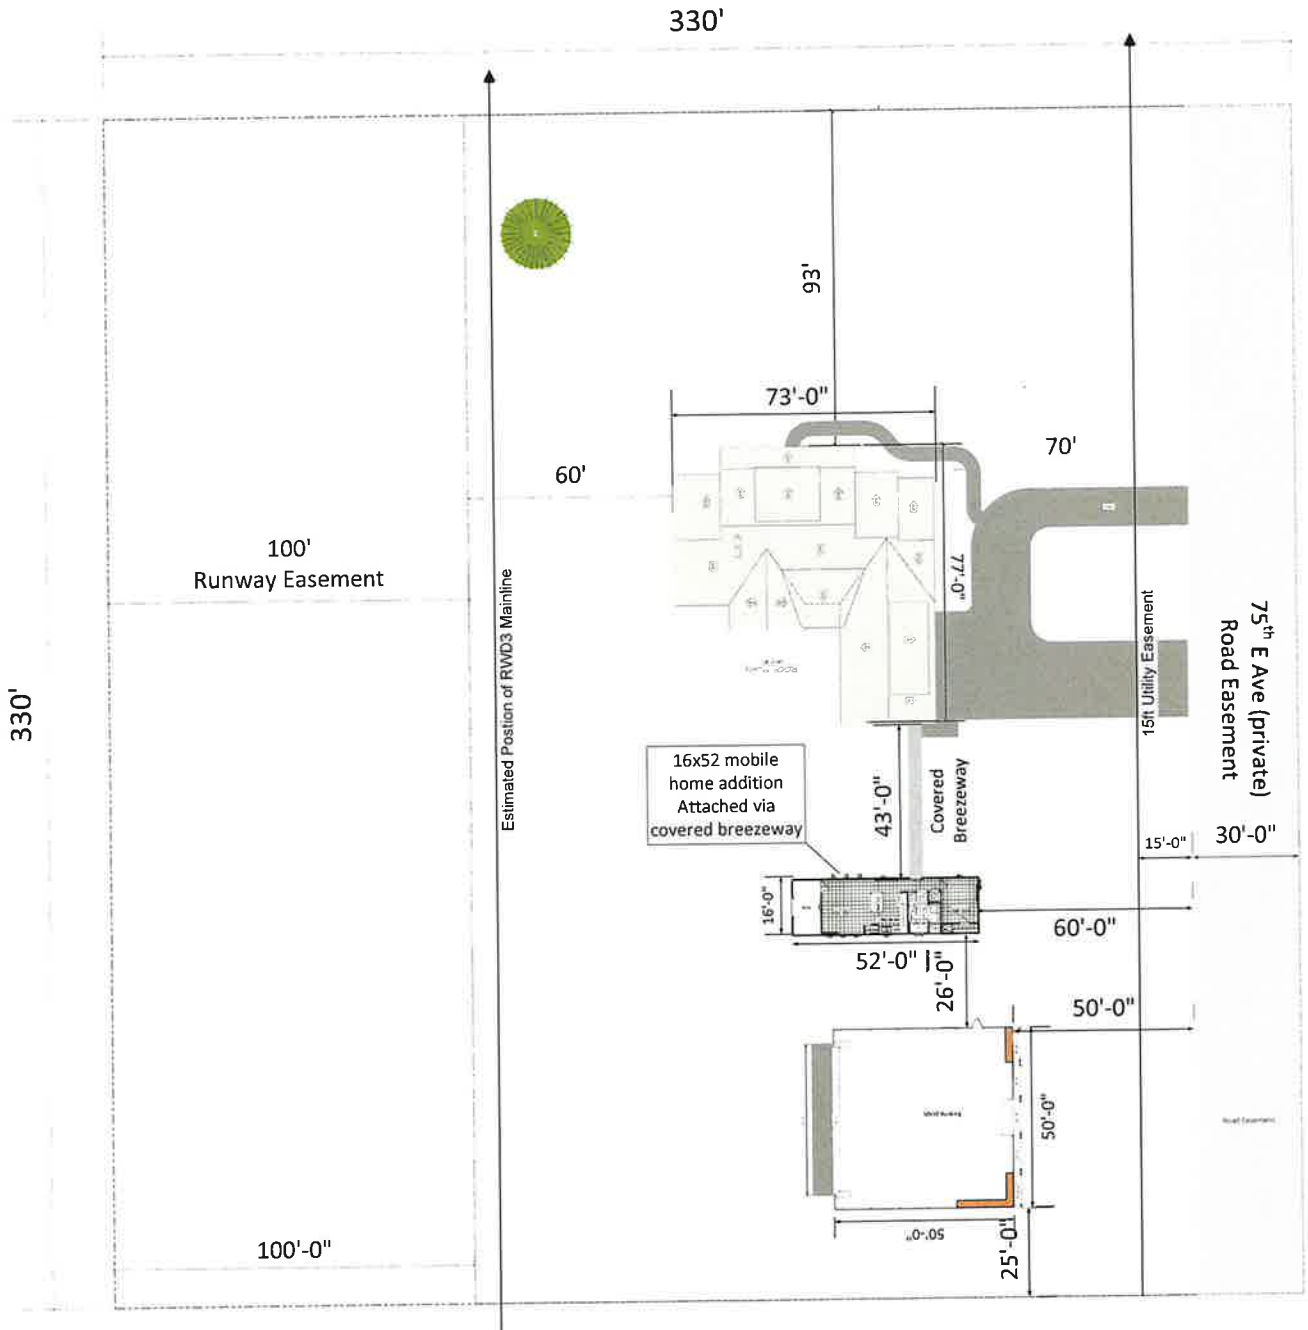 330'
93'
73'-0"
70'
60'
100'
Runway Easement
77'-0"
Estimated Postion of RWD3 Mainline
15ft Utility Easement
75th E Ave (private)
Road Easement
330'
16x52 mobile
home addition
Attached via
covered breezeway
43'-0"
Covered
Breezeway
15'-0"
30'-0"
16'-0"
60'-0"
52'-0"
26'-0"
50'-0"
50'-0"
Road Easement
50'-0"
25'-0"
100'-0"